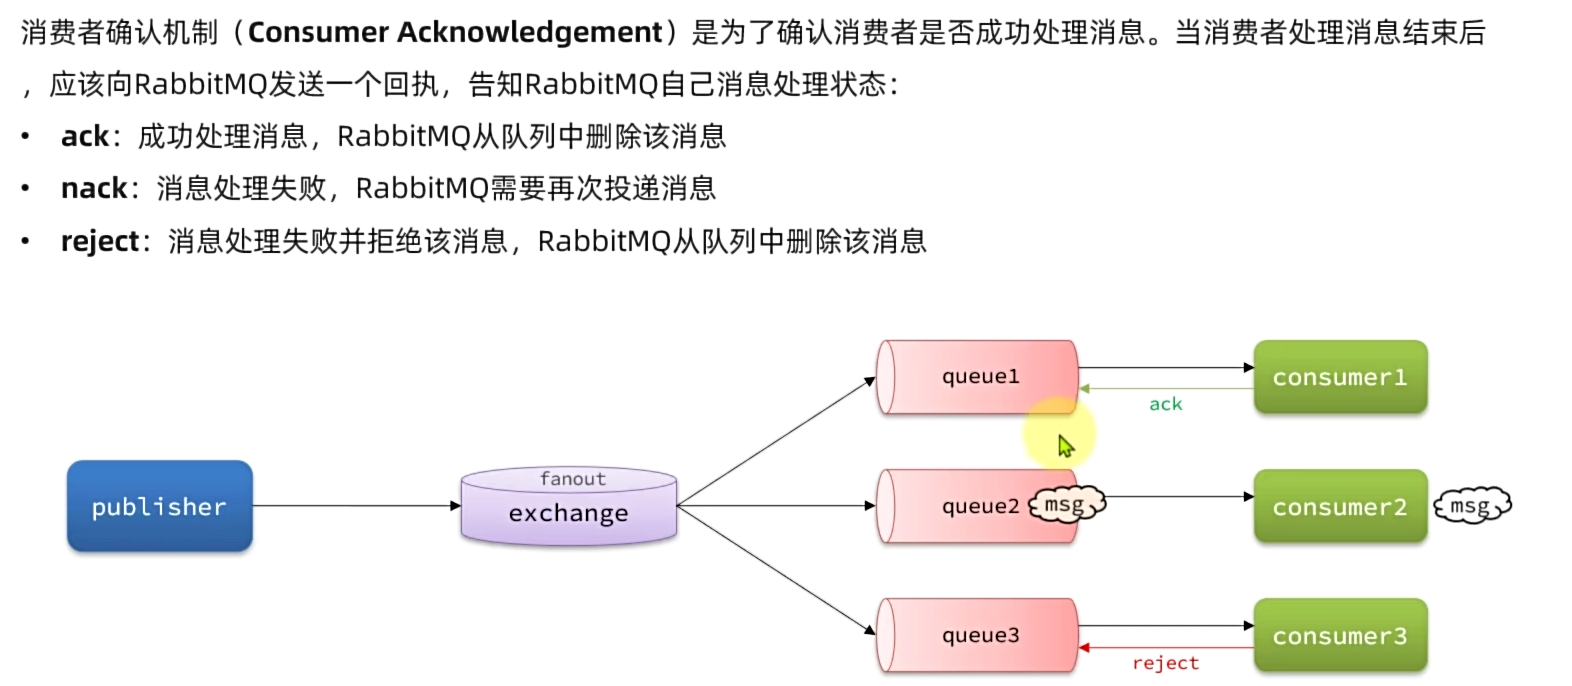 消费者确认机制（Consumer Acknowledgement）是为了确认消费者是否成功处理消息。当消费者处理消息结束后
，应该向RabbitMQ发送一个回执，告知RabbitMQ自己消息处理状态：
• ack：成功处理消息，RabbitMQ从队列中删除该消息
• nack：消息处理失败，RabbitMQ需要再次投递消息
• reject：消息处理失败并拒绝该消息，RabbitMQ从队列中删除该消息
queue1
consumer1
ack
publisher
fanout
exchange
queue2
msg
consumer2
msg
queue3
consumer3
reject